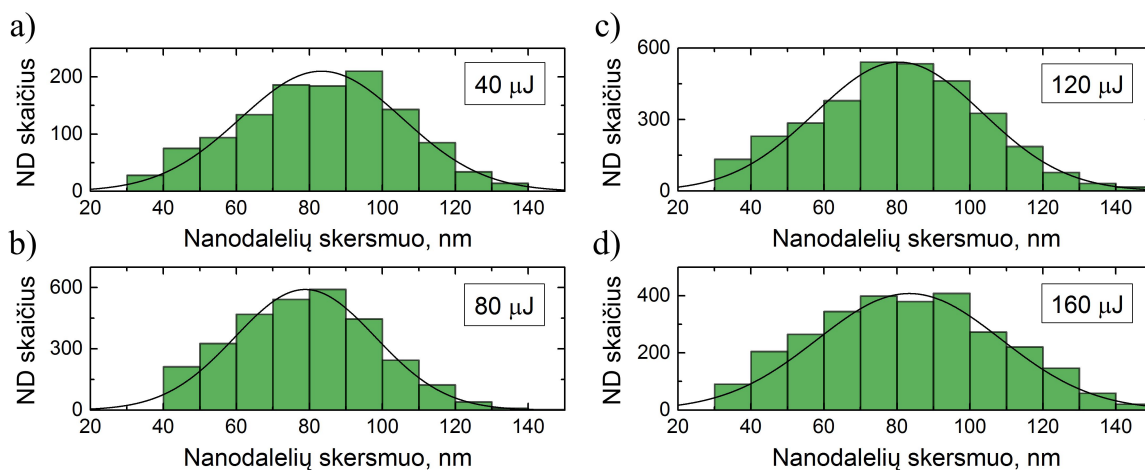 a)
200
100
0
ND skaičius
40 μJ
20 40 60 80 100 120 140
Nanodalelių skersmuo, nm
b)
600
300
0
ND skaičius
80 μJ
20 40 60 80 100 120 140
Nanodalelių skersmuo, nm
c)
600
300
0
ND skaičius
120 μJ
20 40 60 80 100 120 140
Nanodalelių skersmuo, nm
d)
400
200
0
ND skaičius
160 μJ
20 40 60 80 100 120 140
Nanodalelių skersmuo, nm